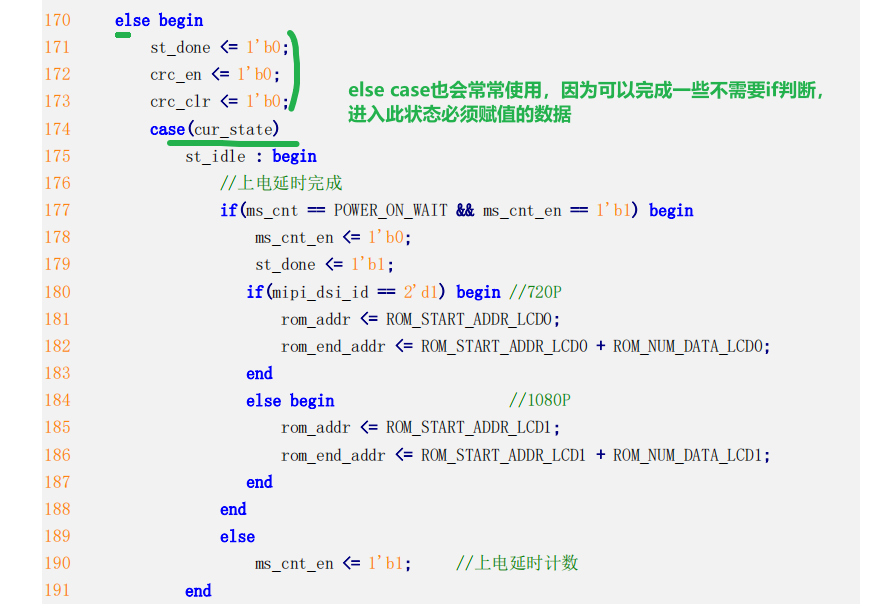 170 else begin
171 st_done <= 1'b0;
172 crc_en <= 1'b0;
173 crc_clr <= 1'b0;
else case也会常常使用，因为可以完成一些不需要if判断，
进入此状态必须赋值的数据
174 case(cur_state)
175 st_idle : begin
176 //上电延时完成
177 if(ms_cnt == POWER_ON_WAIT && ms_cnt_en == 1'b1) begin
178 ms_cnt_en <= 1'b0;
179 st_done <= 1'b1;
180 if(mipi_dsi_id == 2'd1) begin //720P
181 rom_addr <= ROM_START_ADDR_LCD0;
182 rom_end_addr <= ROM_START_ADDR_LCD0 + ROM_NUM_DATA_LCD0;
183 end
184 else begin //1080P
185 rom_addr <= ROM_START_ADDR_LCD1;
186 rom_end_addr <= ROM_START_ADDR_LCD1 + ROM_NUM_DATA_LCD1;
187 end
188 end
189 else
190 ms_cnt_en <= 1'b1; //上电延时计数
191 end